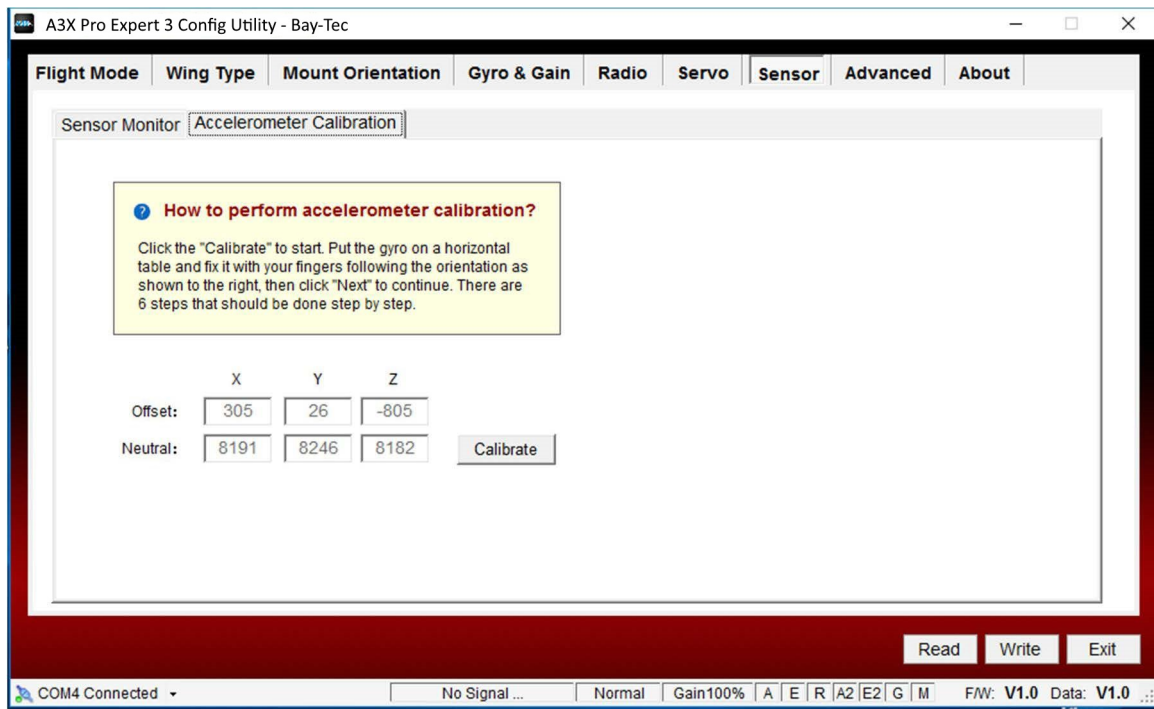 A3X Pro Expert 3 Config Utility - Bay-Tec
Flight Mode Wing Type Mount Orientation Gyro & Gain Radio Servo Sensor Advanced About
Sensor Monitor Accelerometer Calibration
? How to perform accelerometer calibration?
Click the "Calibrate" to start. Put the gyro on a horizontal
table and fix it with your fingers following the orientation as
shown to the right, then click "Next" to continue. There are
6 steps that should be done step by step.
X Y Z
Offset: 305 26 -805
Neutral: 8191 8246 8182 Calibrate
Read Write Exit
COM4 Connected No Signal ... Normal Gain100% A E R A2 E2 G M F/W: V1.0 Data: V1.0